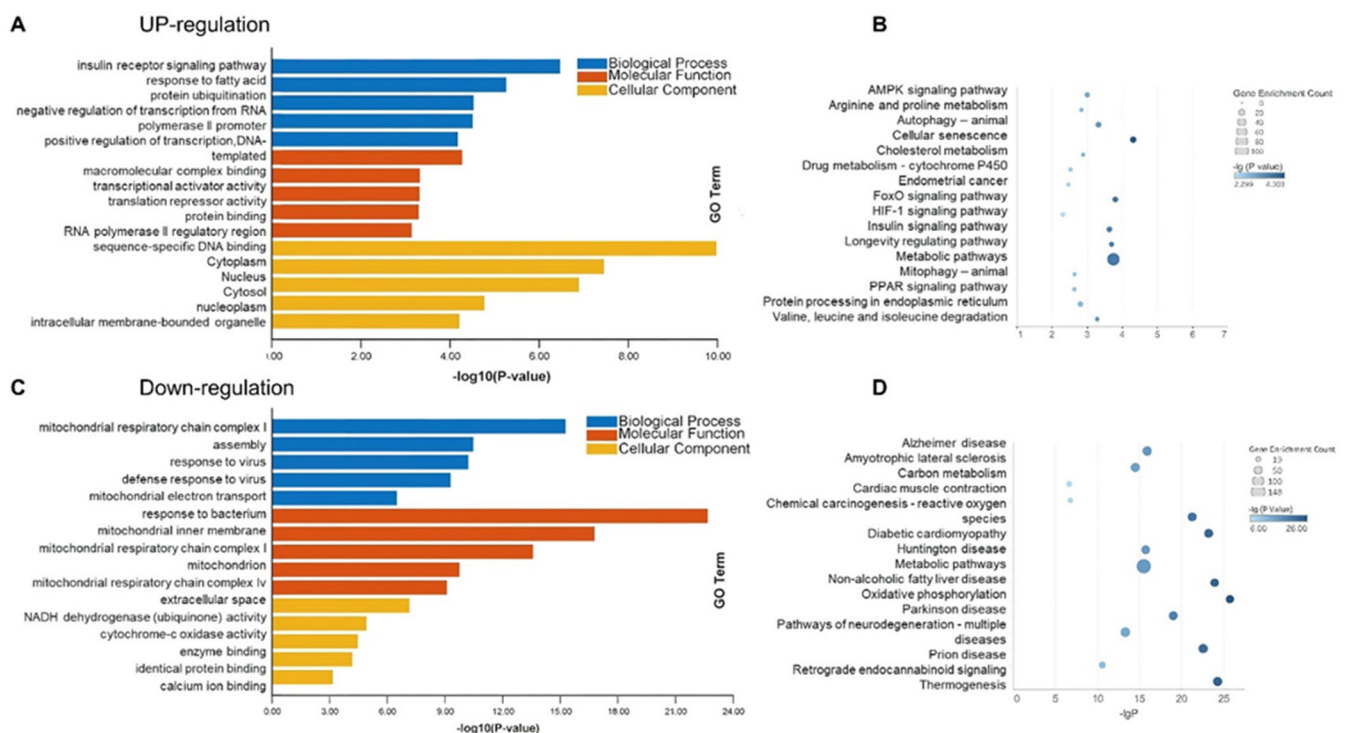 A
UP-regulation
insulin receptor signaling pathway
response to fatty acid
protein ubiquitination
negative regulation of transcription from RNA
polymerase II promoter
positive regulation of transcription,DNA-
templated
macromolecular complex binding
transcriptional activator activity
translation repressor activity
protein binding
RNA polymerase II regulatory region
sequence-specific DNA binding
Cytoplasm
Nucleus
Cytosol
nucleoplasm
intracellular membrane-bounded organelle
Biological Process
Molecular Function
Cellular Component
GO Term
).00 2.00 4.00 6.00 8.00 10.00
-log10(P-value)
B
AMPK signaling pathway
Arginine and proline metabolism
Autophagy – animal
Cellular senescence
Cholesterol metabolism
Drug metabolism - cytochrome P450
Endometrial cancer
FoxO signaling pathway
HIF-1 signaling pathway
Insulin signaling pathway
Longevity regulating pathway
Metabolic pathways
Mitophagy – animal
PPAR signaling pathway
Protein processing in endoplasmic reticulum
Valine, leucine and isoleucine degradation
1 2 3 4 5 6 7
Gene Enrichment Count
0
20
40
60
80
100
-lg (P value)
2.299 4.303
C
Down-regulation
mitochondrial respiratory chain complex I
assembly
response to virus
defense response to virus
mitochondrial electron transport
response to bacterium
mitochondrial inner membrane
mitochondrial respiratory chain complex I
mitochondrion
mitochondrial respiratory chain complex Iv
extracellular space
NADH dehydrogenase (ubiquinone) activity
cytochrome-c oxidase activity
enzyme binding
identical protein binding
calcium ion binding
Biological Process
Molecular Function
Cellular Component
GO Term
0.00 3.00 6.00 9.00 12.00 15.00 18.00 21.00 24.00
-log10(P-value)
D
Alzheimer disease
Amyotrophic lateral sclerosis
Carbon metabolism
Cardiac muscle contraction
Chemical carcinogenesis - reactive oxygen
species
Diabetic cardiomyopathy
Huntington disease
Metabolic pathways
Non-alcoholic fatty liver disease
Oxidative phosphorylation
Parkinson disease
Pathways of neurodegeneration - multiple
diseases
Prion disease
Retrograde endocannabinoid signaling
Thermogenesis
0 5 10 15 20 25
-lgP
Gene Enrichment Count
50
100
148
-lg (P Value)
6.00 26.00